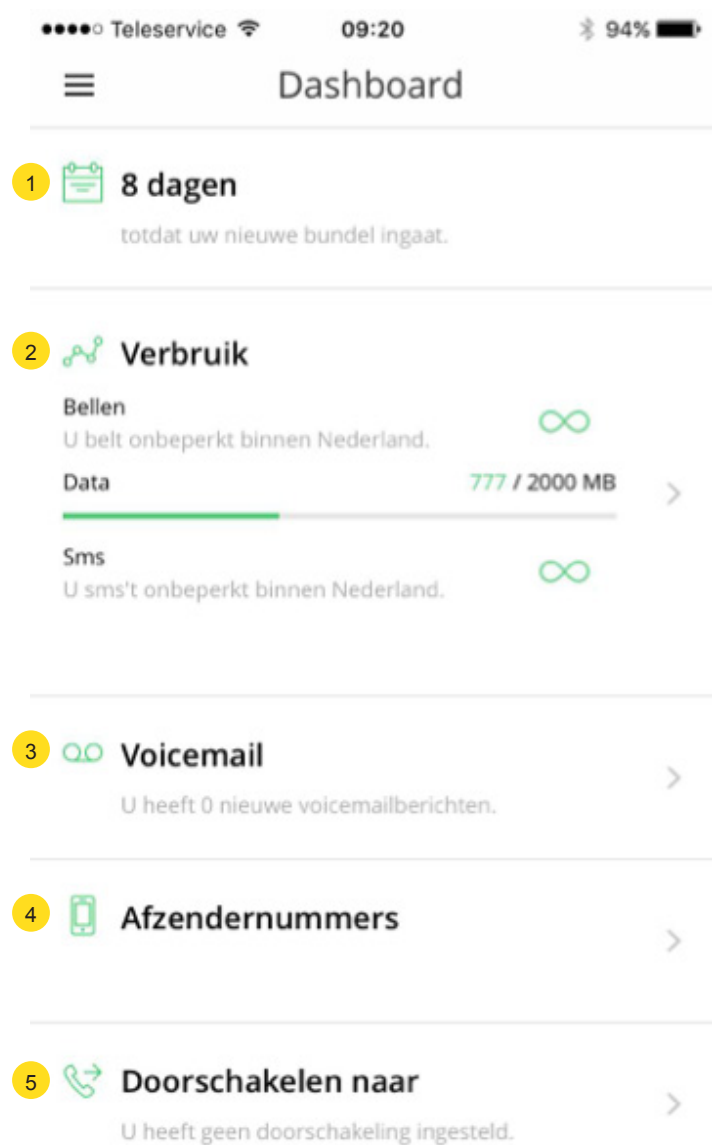 Teleservice 09:20 94%
Dashboard
1 8 dagen
totdat uw nieuwe bundel ingaat.
2 Verbruik
Bellen
U belt onbeperkt binnen Nederland.
Data 777 / 2000 MB
Sms
U sms't onbeperkt binnen Nederland.
3 Voicemail
U heeft 0 nieuwe voicemailberichten.
4 Afzendernummers
5 Doorschakelen naar
U heeft geen doorschakeling ingesteld.